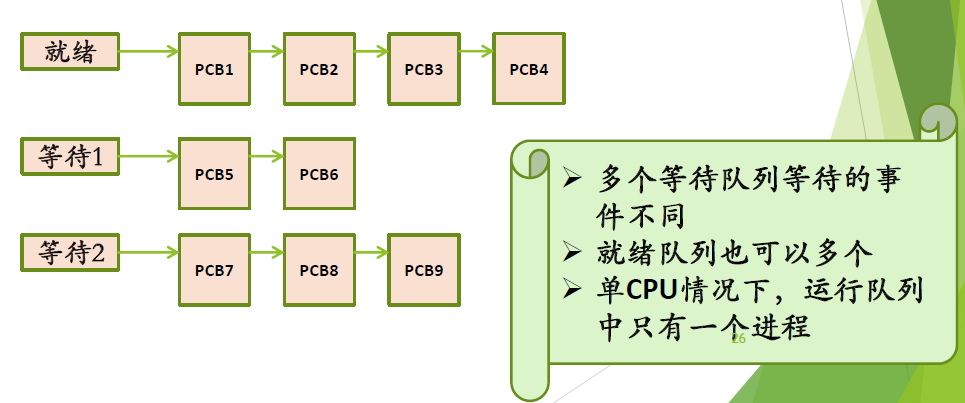 就绪
PCB1
PCB2
PCB3
PCB4
等待1
PCB5
PCB6
等待2
PCB7
PCB8
PCB9
➢ 多个等待队列等待的事
件不同
➢ 就绪队列也可以多个
➢ 单CPU情况下，运行队列
中只有一个进程
26